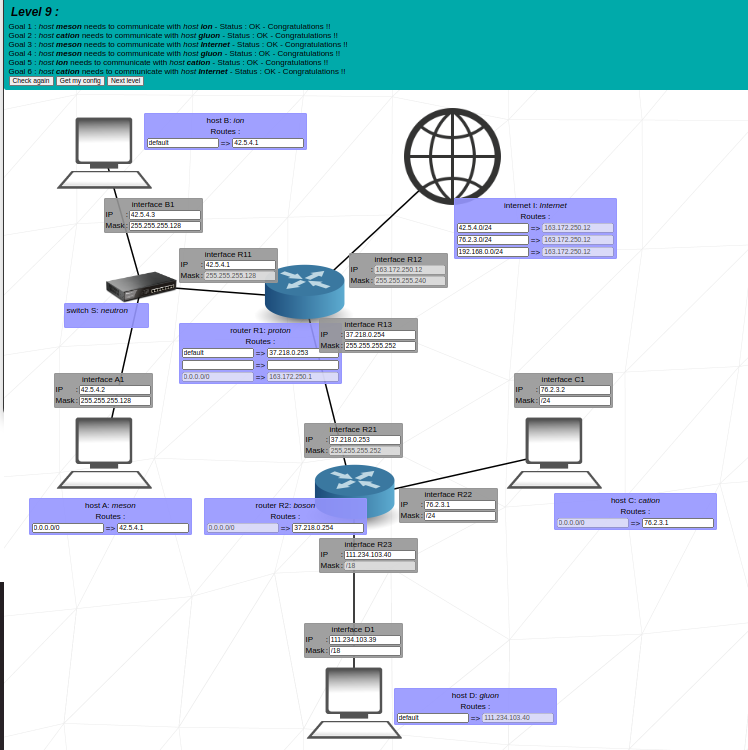 Level 9 :
Goal 1 : host meson needs to communicate with host ion - Status : OK - Congratulations !!
Goal 2 : host cation needs to communicate with host gluon - Status : OK - Congratulations !!
Goal 3 : host meson needs to communicate with host Internet - Status : OK - Congratulations !!
Goal 4 : host meson needs to communicate with host gluon - Status : OK - Congratulations !!
Goal 5 : host ion needs to communicate with host cation - Status : OK - Congratulations !!
Goal 6 : host cation needs to communicate with host Internet - Status : OK - Congratulations !!
Check again Get my config Next level
host B: ion
Routes :
default => 42.5.4.1
interface B1
IP : 42.5.4.3
Mask : 255.255.255.128
internet I: Internet
Routes :
42.5.4.0/24 => 163.172.250.12
76.2.3.0/24 => 163.172.250.12
192.168.0.0/24 => 163.172.250.12
interface R11
IP : 42.5.4.1
Mask : 255.255.255.128
interface R12
IP : 163.172.250.12
Mask : 255.255.255.240
switch S: neutron
router R1: proton
Routes :
default => 37.218.0.253
=>
0.0.0.0/0 => 163.172.250.1
interface R13
IP : 37.218.0.254
Mask : 255.255.255.252
interface A1
IP : 42.5.4.2
Mask : 255.255.255.128
interface C1
IP : 76.2.3.2
Mask : /24
interface R21
IP : 37.218.0.253
Mask : 255.255.255.252
host A: meson
Routes :
0.0.0.0/0 => 42.5.4.1
router R2: boson
Routes :
0.0.0.0/0 => 37.218.0.254
interface R22
IP : 76.2.3.1
Mask : /24
host C: cation
Routes :
0.0.0.0/0 => 76.2.3.1
interface R23
IP : 111.234.103.40
Mask : /18
interface D1
IP : 111.234.103.39
Mask : /18
host D: gluon
Routes :
default => 111.234.103.40